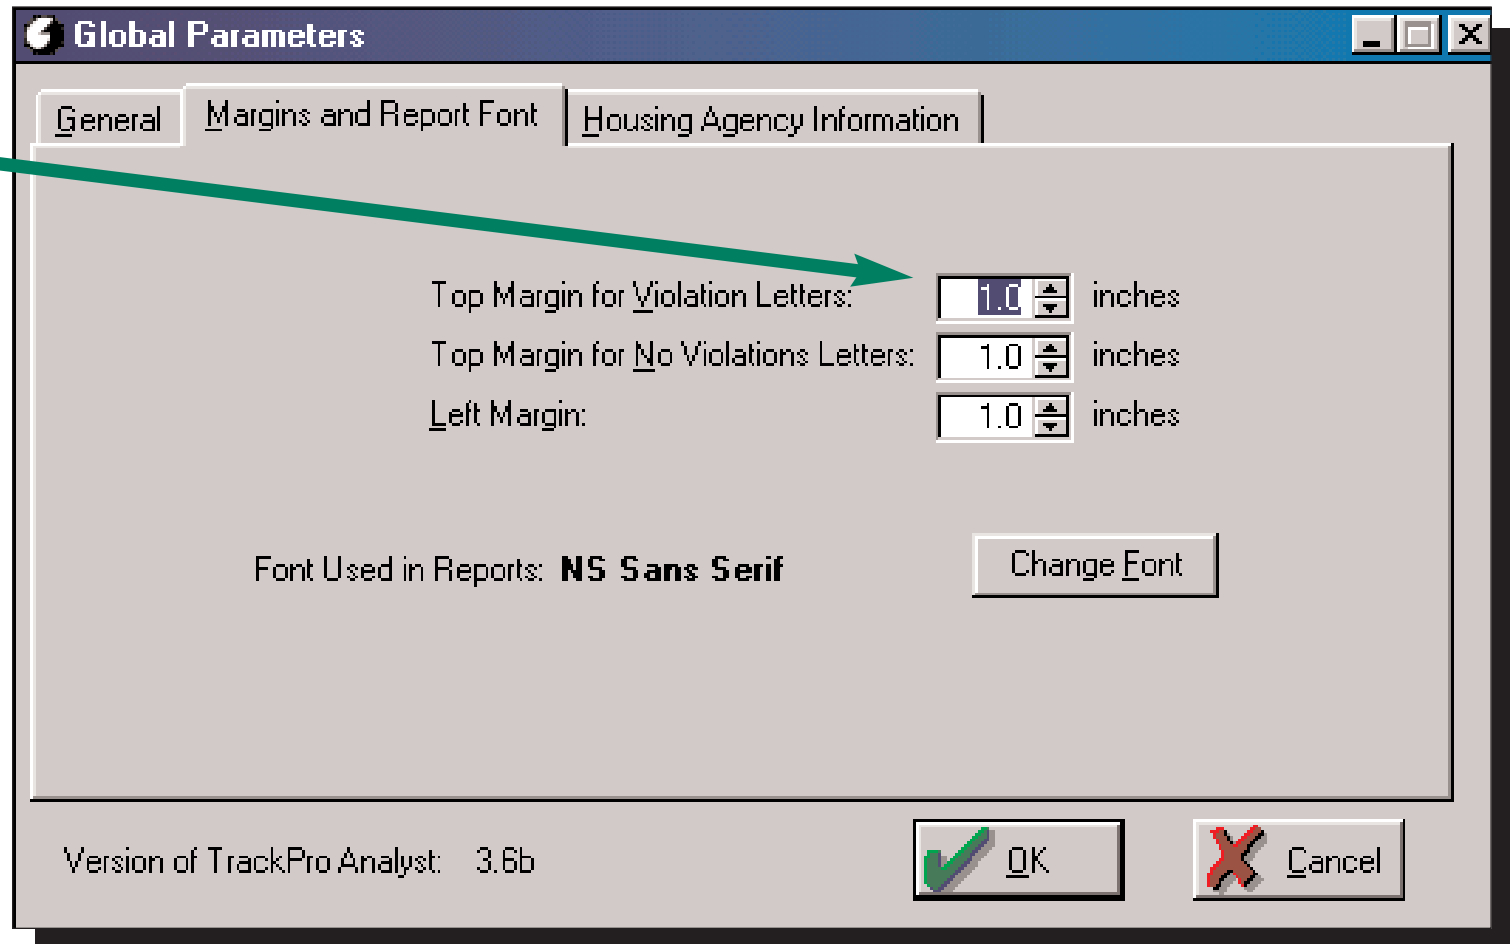 Global Parameters
General Margins and Report Font Housing Agency Information
Top Margin for Violation Letters: 1.0 inches
Top Margin for No Violations Letters: 1.0 inches
Left Margin: 1.0 inches
Font Used in Reports: NS Sans Serif Change Font
Version of TrackPro Analyst: 3.6b OK Cancel